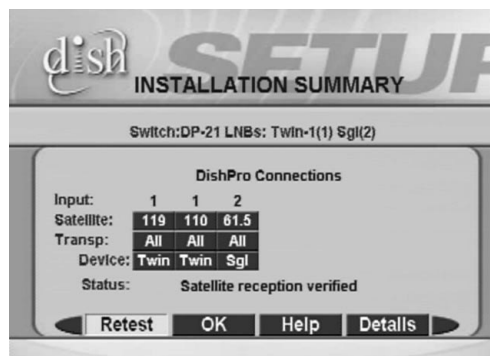 dish SETUP
INSTALLATION SUMMARY
Switch:DP-21 LNBs: Twin-1(1) Sgl(2)
DishPro Connections
Input: 1 1 2
Satellite: 119 110 61.5
Transp: All All All
Device: Twin Twin Sgl
Status: Satellite reception verified
Retest OK Help Details